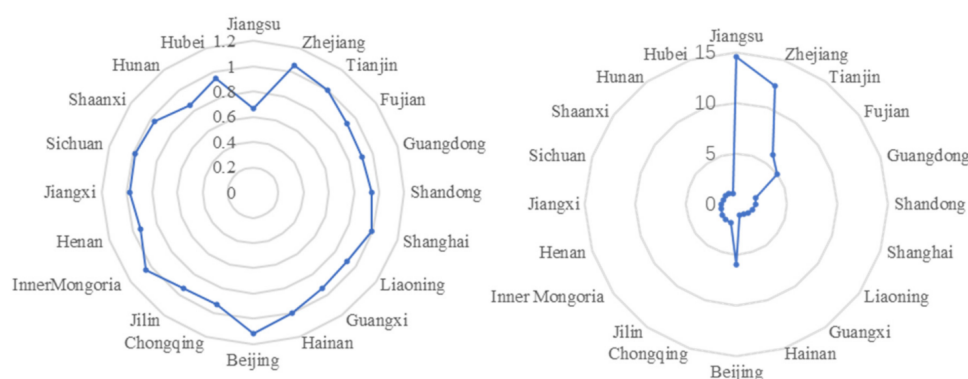 Jiangsu
Zhejiang
Tianjin
Fujian
Guangdong
Shandong
Shanghai
Liaoning
Guangxi
Hainan
Beijing
Chongqing
Jilin
InnerMongoria
Henan
Jiangxi
Sichuan
Shaanxi
Hunan
Hubei
1.2
1
0.8
0.6
0.4
0.2
0
Jiangsu
Zhejiang
Tianjin
Fujian
Guangdong
Shandong
Shanghai
Liaoning
Guangxi
Hainan
Beijing
Chongqing
Jilin
Inner Mongoria
Henan
Jiangxi
Sichuan
Shaanxi
Hunan
Hubei
15
10
5
0